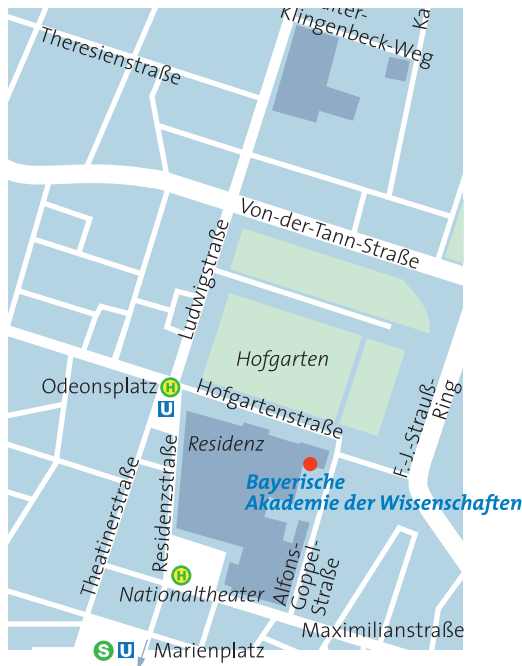 Klingenbeck-Weg
Theresienstraße
Von-der-Tann-Straße
Ludwigstraße
Hofgarten
Odeonsplatz H
U
Hofgartenstraße
F.-J.-Strauß-
Ring
Residenz
Bayerische
Akademie der Wissenschaften
Theatinerstraße
Residenzstraße
H
Nationaltheater
Alfons-
Goppel-
Straße
Maximilianstraße
S U Marienplatz